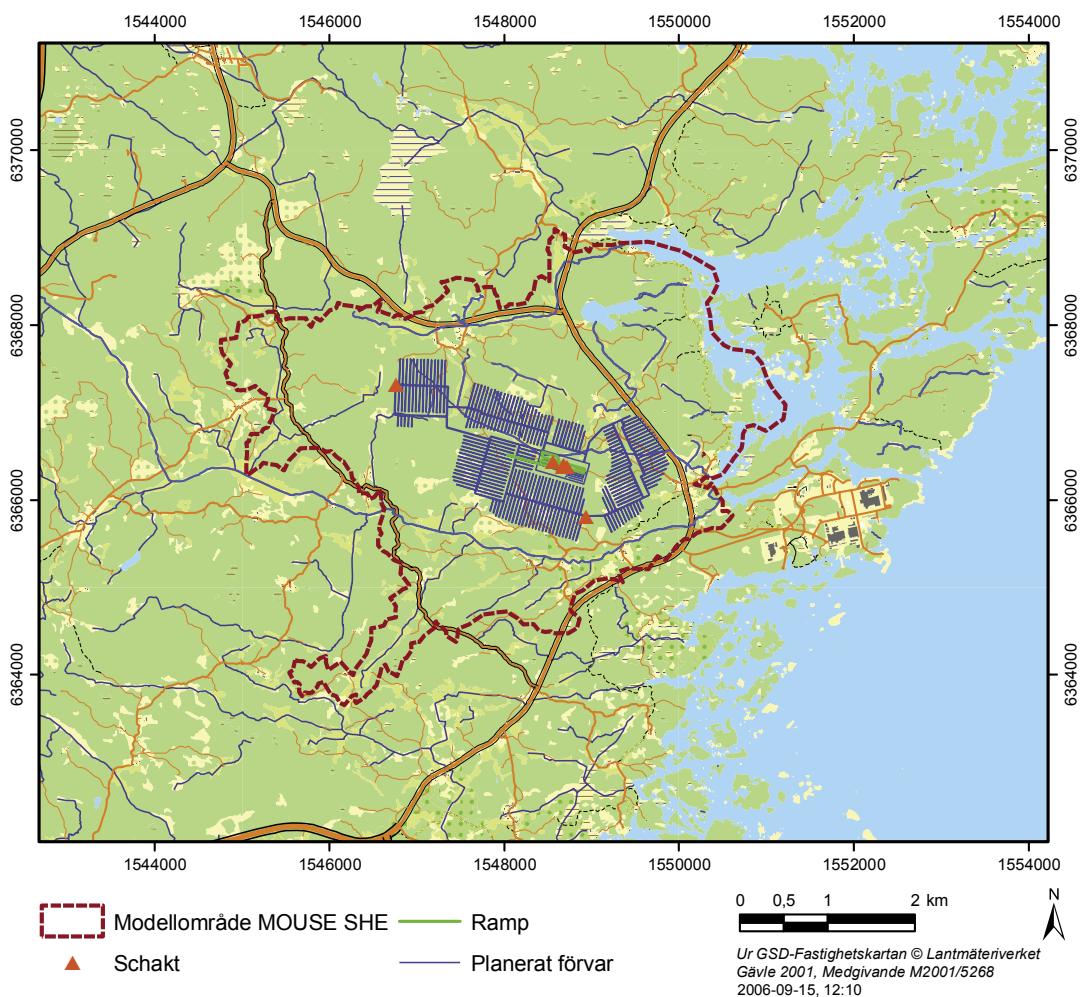 1544000 1546000 1548000 1550000 1552000 1554000
6370000 6370000
6368000 6368000
6366000 6366000
6364000 6364000
1544000 1546000 1548000 1550000 1552000 1554000
Modellområde MOUSE SHE
Ramp
Schakt
Planerat förvar
0 0,5 1 2 km
N
Ur GSD-Fastighetskartan © Lantmäteriverket
Gävle 2001, Medgivande M2001/5268
2006-09-15, 12:10